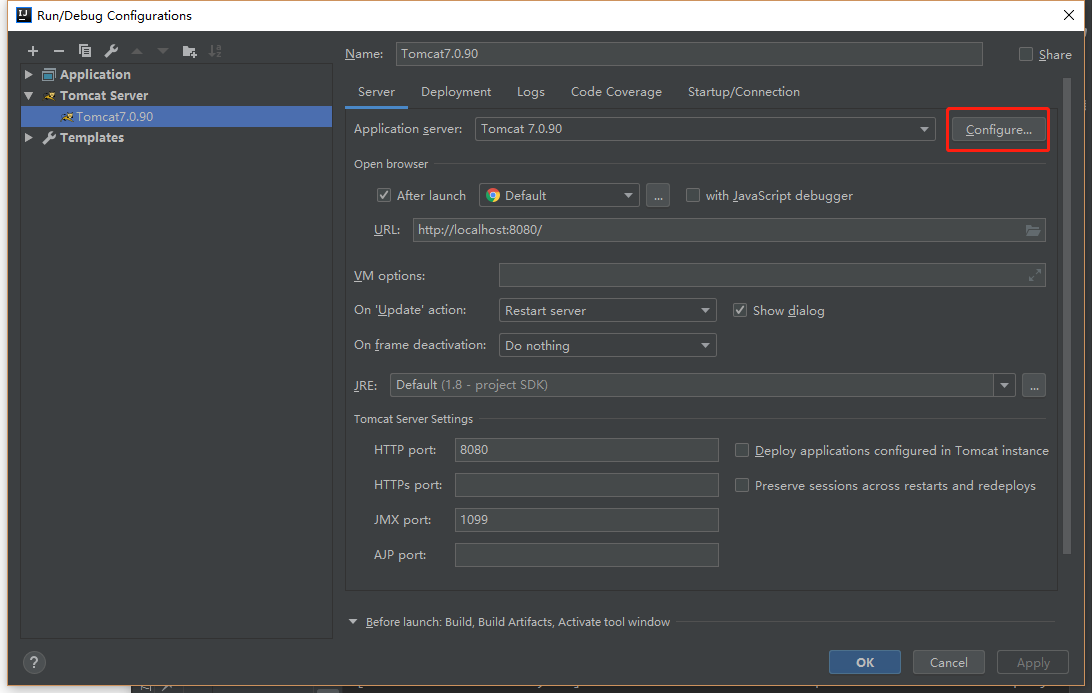 Run/Debug Configurations
Name: Tomcat7.0.90 Share
Application
Tomcat Server
Tomcat7.0.90
Templates
Server Deployment Logs Code Coverage Startup/Connection
Application server: Tomcat 7.0.90 Configure...
Open browser
After launch Default ... with JavaScript debugger
URL: http://localhost:8080/
VM options:
On 'Update' action: Restart server Show dialog
On frame deactivation: Do nothing
JRE: Default (1.8 - project SDK) ...
Tomcat Server Settings
HTTP port: 8080 Deploy applications configured in Tomcat instance
HTTPs port: Preserve sessions across restarts and redeploys
JMX port: 1099
AJP port:
Before launch: Build, Build Artifacts, Activate tool window
? OK Cancel Apply